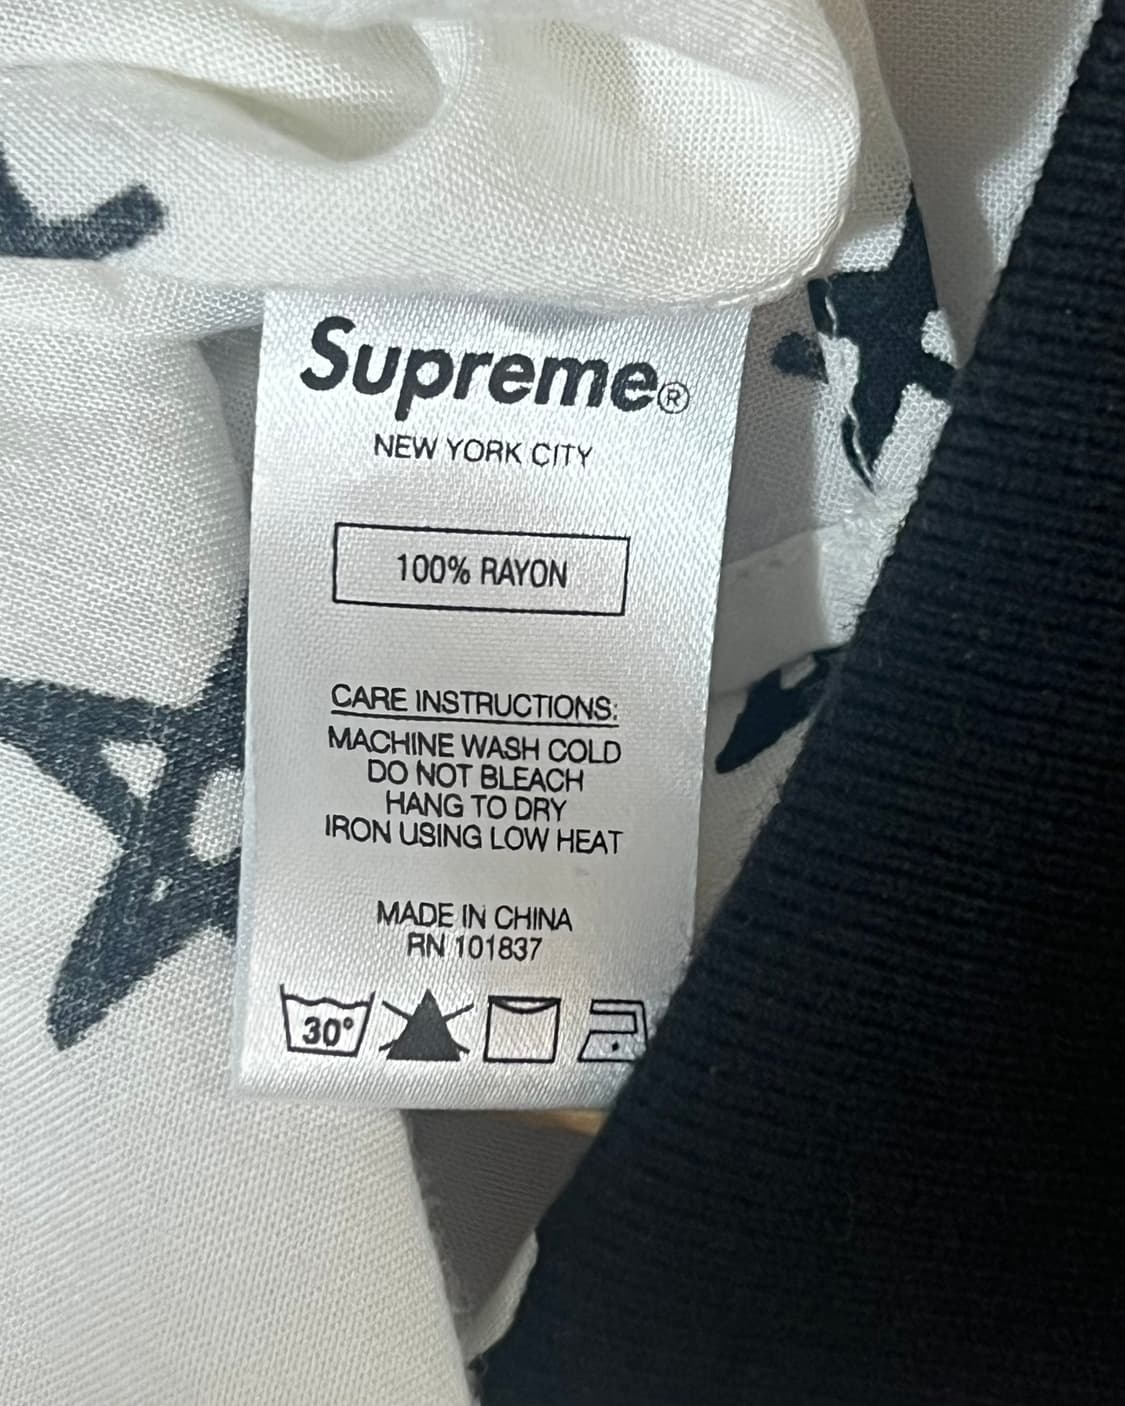 Supreme®
NEW YORK CITY
100% RAYON
CARE INSTRUCTIONS:
MACHINE WASH COLD
DO NOT BLEACH
HANG TO DRY
IRON USING LOW HEAT
MADE IN CHINA
RN 101837
30°